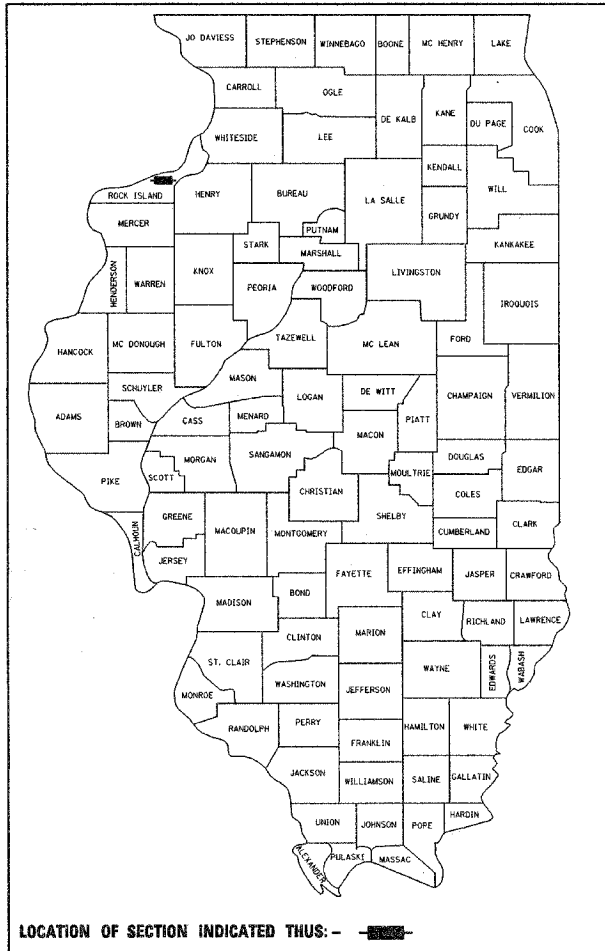 JO DAVIESS
STEPHENSON
WINNEBAGO
BOONE
MC HENRY
LAKE
CARROLL
OGLE
DE KALB
KANE
DU PAGE
COOK
WHITESIDE
LEE
KENDALL
WILL
ROCK ISLAND
HENRY
BUREAU
LA SALLE
GRUNDY
MERCER
PUTNAM
KANKAKEE
STARK
MARSHALL
HENDERSON
WARREN
KNOX
PEORIA
WOODFORD
LIVINGSTON
IROQUOIS
HANCOCK
MC DONOUGH
FULTON
TAZEWELL
MC LEAN
FORD
SCHUYLER
MASON
LOGAN
DE WITT
CHAMPAIGN
VERMILION
ADAMS
BROWN
CASS
MENARD
MACON
PIATT
MORGAN
SANGAMON
DOUGLAS
EDGAR
PIKE
SCOTT
CHRISTIAN
MOULTRIE
COLES
GREENE
MACOUPIN
MONTGOMERY
SHELBY
CUMBERLAND
CLARK
CALHOUN
JERSEY
FAYETTE
EFFINGHAM
JASPER
CRAWFORD
MADISON
BOND
CLAY
RICHLAND
LAWRENCE
CLINTON
MARION
ST. CLAIR
WAYNE
EDWARDS
WABASH
WASHINGTON
JEFFERSON
MONROE
RANDOLPH
PERRY
HAMILTON
WHITE
FRANKLIN
JACKSON
WILLIAMSON
SALINE
GALLATIN
UNION
JOHNSON
POPE
HARDIN
ALEXANDER
PULASKI
MASSAC
LOCATION OF SECTION INDICATED THUS: -